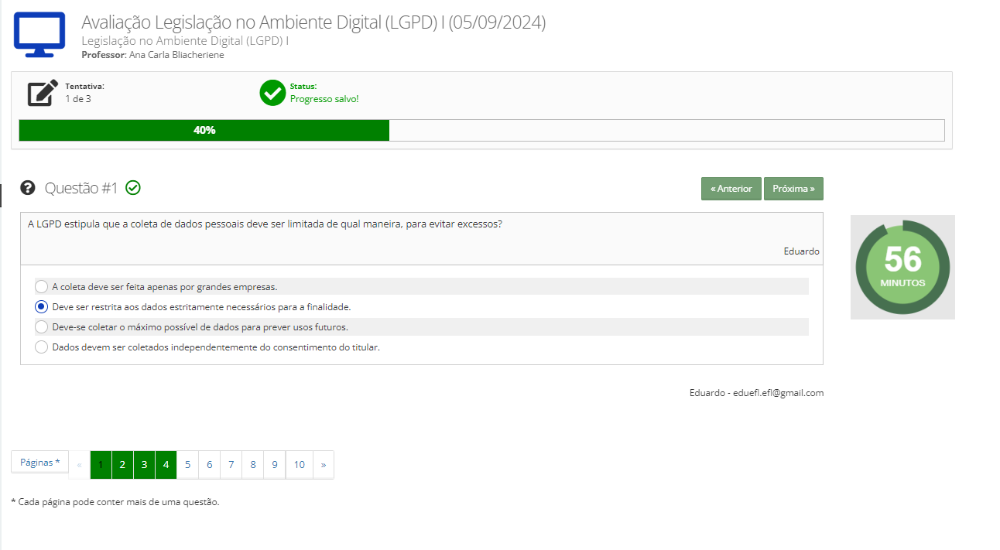 Avaliação Legislação no Ambiente Digital (LGPD) I (05/09/2024)
Legislação no Ambiente Digital (LGPD) I
Professor: Ana Carla Bliacheriene
Tentativa:
1 de 3
Status:
Progresso salvo!
40%
Questão #1
« Anterior
Próxima »
A LGPD estipula que a coleta de dados pessoais deve ser limitada de qual maneira, para evitar excessos?
Eduardo
56
MINUTOS
A coleta deve ser feita apenas por grandes empresas.
Deve ser restrita aos dados estritamente necessários para a finalidade.
Deve-se coletar o máximo possível de dados para prever usos futuros.
Dados devem ser coletados independentemente do consentimento do titular.
Eduardo - eduefl.efl@gmail.com
Páginas * « 1 2 3 4 5 6 7 8 9 10 »
* Cada página pode conter mais de uma questão.